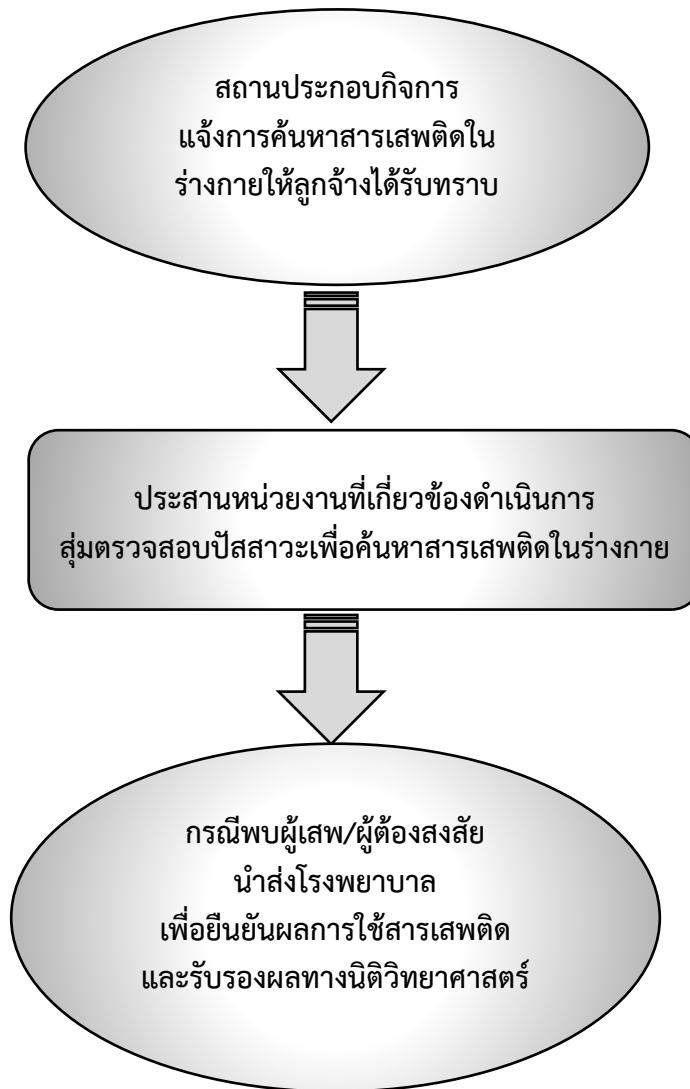 สถานประกอบกิจการ
แจ้งการค้นหาสารเสพติดใน
ร่างกายให้ลูกจ้างได้รับทราบ
ประสานหน่วยงานที่เกี่ยวข้องดำเนินการ
สุ่มตรวจสอบปัสสาวะเพื่อค้นหาสารเสพติดในร่างกาย
กรณีพบผู้เสพ/ผู้ต้องสงสัย
นำส่งโรงพยาบาล
เพื่อยืนยันผลการใช้สารเสพติด
และรับรองผลทางนิติวิทยาศาสตร์